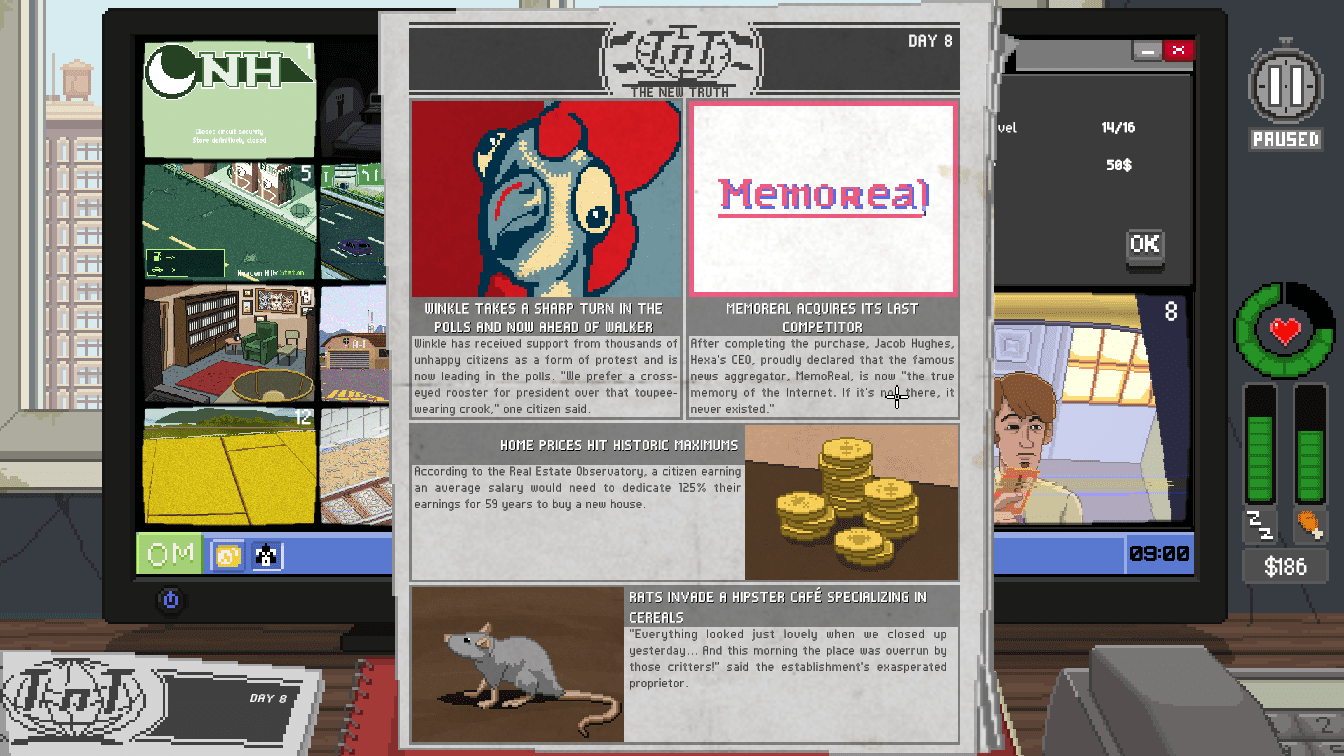 NH
Closed circuit security
Store definitively closed
5
12
OM
TnT
THE NEW TRUTH
DAY 8
WINKLE TAKES A SHARP TURN IN THE
POLLS AND NOW AHEAD OF WALKER
Winkle has received support from thousands of
unhappy citizens as a form of protest and is
now leading in the polls. "We prefer a cross-
eyed rooster for president over that toupee-
wearing crook," one citizen said.
Memoreal
MEMOREAL ACQUIRES ITS LAST
COMPETITOR
After completing the purchase, Jacob Hughes,
Hexa's CEO, proudly declared that the famous
news aggregator, MemoReal, is now "the true
memory of the Internet. If it's not there, it
never existed."
HOME PRICES HIT HISTORIC MAXIMUMS
According to the Real Estate Observatory, a citizen earning
an average salary would need to dedicate 125% their
earnings for 59 years to buy a new house.
RATS INVADE A HIPSTER CAFÉ SPECIALIZING IN
CEREALS
"Everything looked just lovely when we closed up
yesterday... And this morning the place was overrun by
those critters!" said the establishment's exasperated
proprietor.
vel
14/16
50$
OK
8
09:00
PAUSED
$186
TnT
DAY 8
2